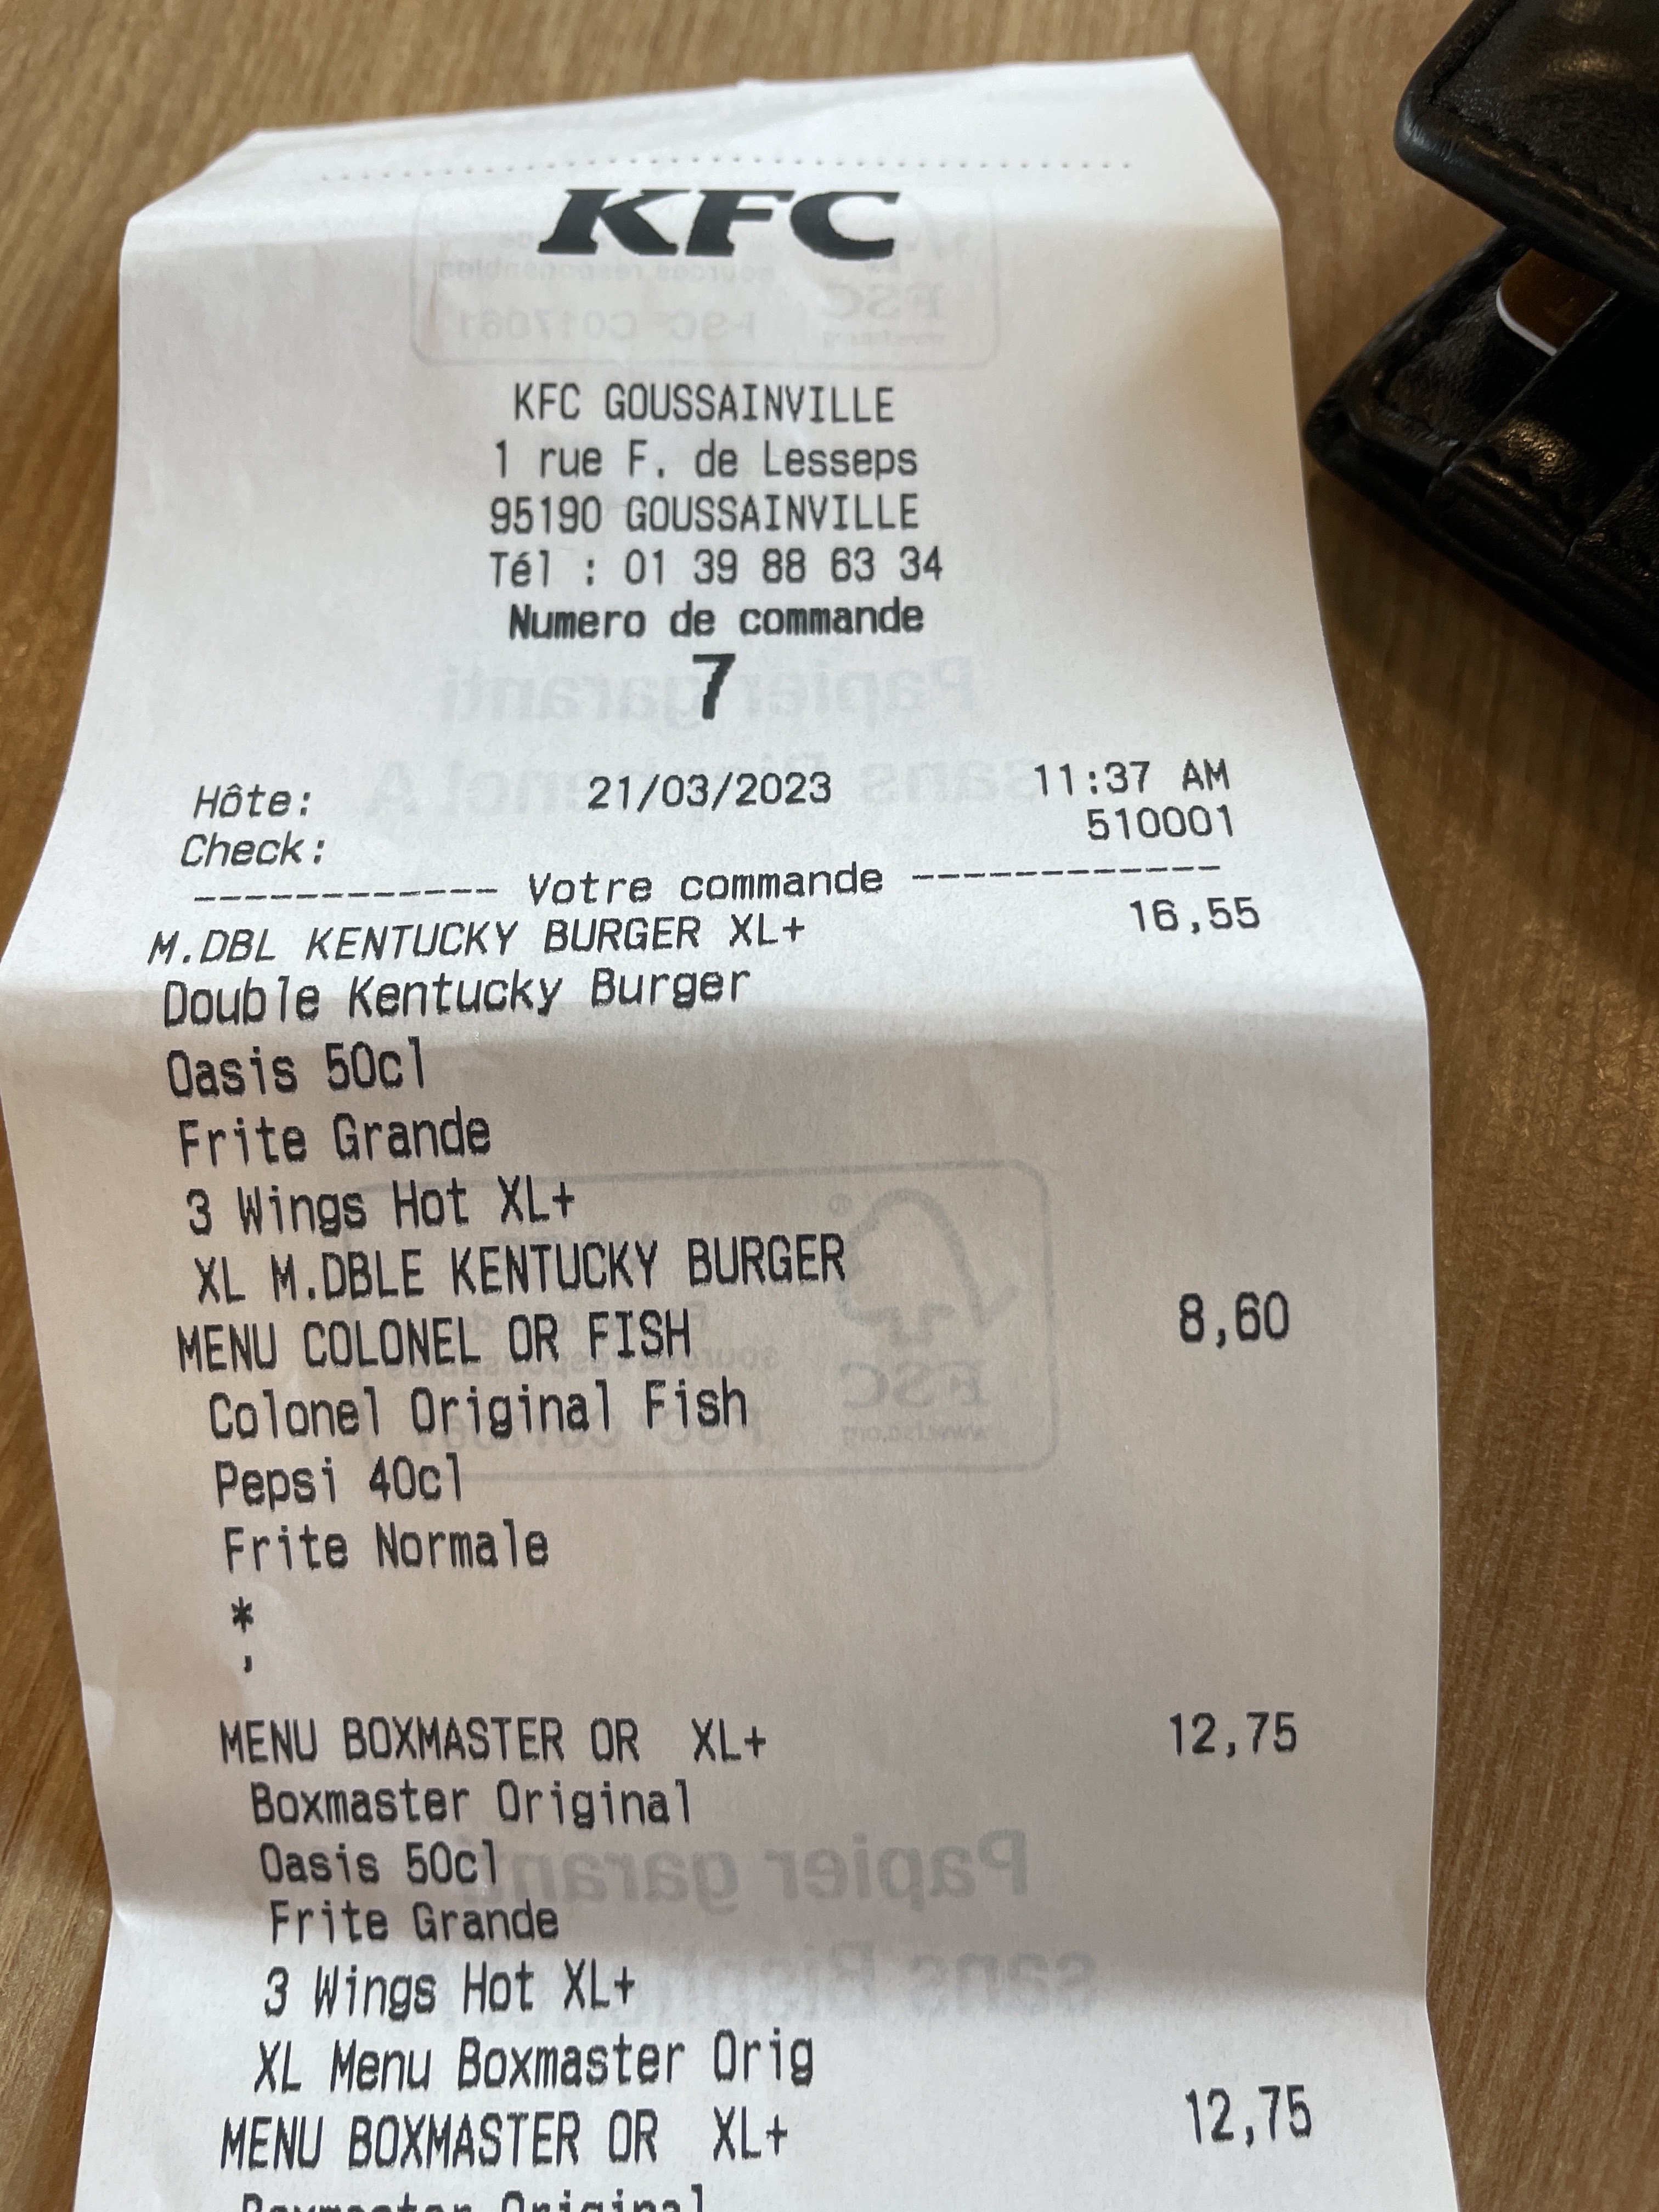 KFC
KFC GOUSSAINVILLE
1 rue F. de Lesseps
95190 GOUSSAINVILLE
Tél : 01 39 88 63 34
Numero de commande
7
Hôte: 21/03/2023 11:37 AM
Check: 510001
------------ Votre commande ------------
M.DBL KENTUCKY BURGER XL+ 16,55
Double Kentucky Burger
Oasis 50cl
Frite Grande
3 Wings Hot XL+
XL M.DBLE KENTUCKY BURGER
MENU COLONEL OR FISH 8,60
Colonel Original Fish
Pepsi 40cl
Frite Normale
*
,
MENU BOXMASTER OR XL+ 12,75
Boxmaster Original
Oasis 50cl
Frite Grande
3 Wings Hot XL+
XL Menu Boxmaster Orig
MENU BOXMASTER OR XL+ 12,75
Boxmaster Original